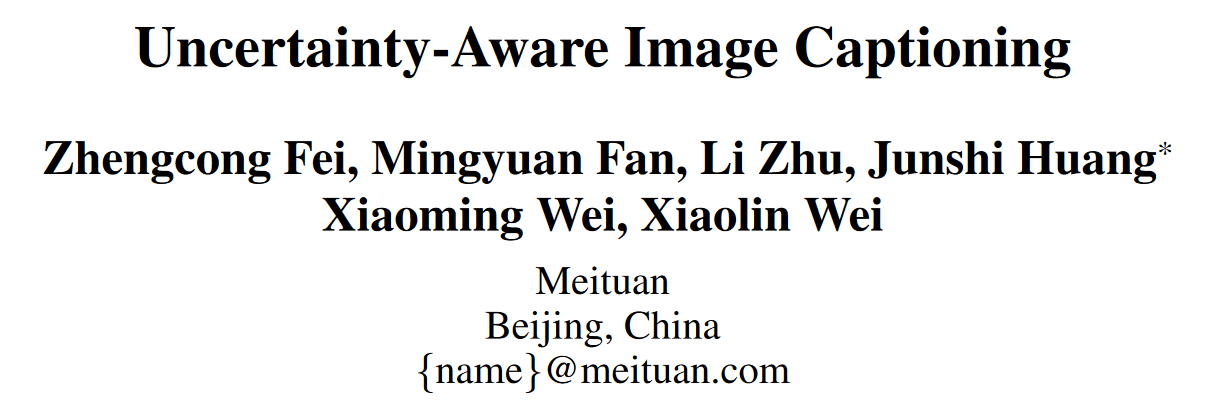 Uncertainty-Aware Image Captioning
Zhengcong Fei, Mingyuan Fan, Li Zhu, Junshi Huang*
Xiaoming Wei, Xiaolin Wei
Meituan
Beijing, China
{name}@meituan.com